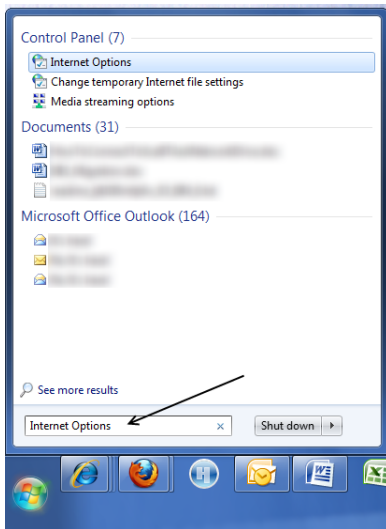 Control Panel (7)
Internet Options
Change temporary Internet file settings
Media streaming options
Documents (31)
Microsoft Office Outlook (164)
See more results
Internet Options × Shut down